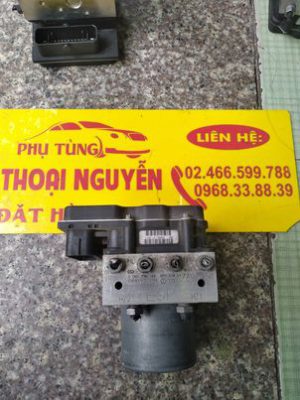 PHỤ TÙNG
LIÊN HỆ:
THOẠI NGUYỄN
02.466.599.788
0968.33.88.39
ĐẶT H